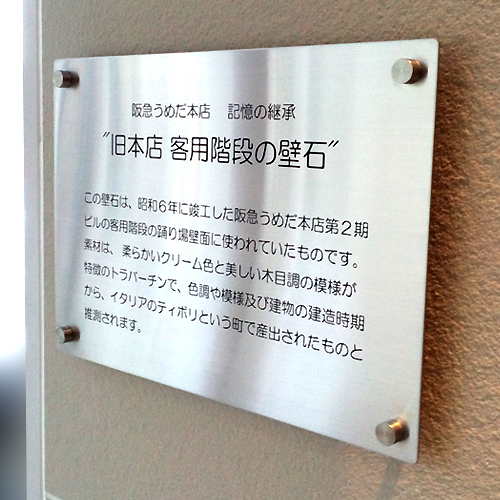 阪急うめだ本店　記憶の継承
"旧本店 客用階段の壁石"
この壁石は、昭和6年に竣工した阪急うめだ本店第2期
ビルの客用階段の踊り場壁面に使われていたものです。
素材は、柔らかいクリーム色と美しい木目調の模様が
特徴のトラバーチンで、色調や模様及び建物の建造時期
から、イタリアのティボリという町で産出されたものと
推測されます。